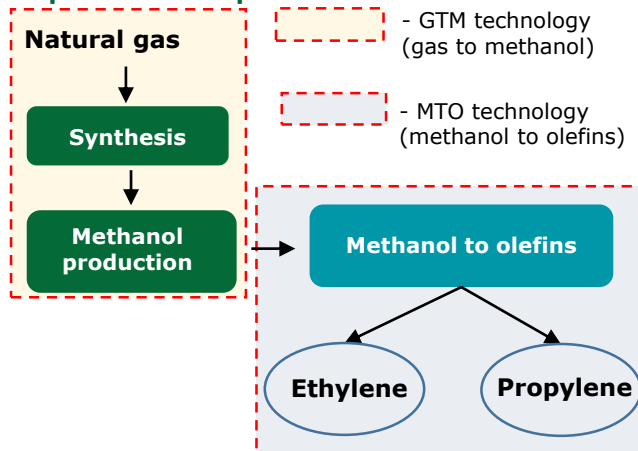 Natural gas
- GTM technology
(gas to methanol)
Synthesis
- MTO technology
(methanol to olefins)
Methanol
production
Methanol to olefins
Ethylene
Propylene